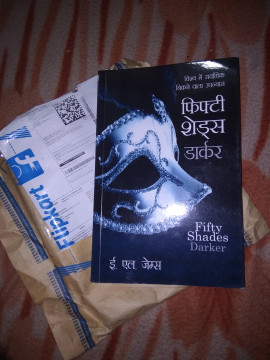 विश्व में सर्वाधिक
बिकने वाला उपन्यास
फिफ्टी
शेड्स
डार्कर
Fifty
Shades
Darker
ई. एल. जेम्स
Flipkart